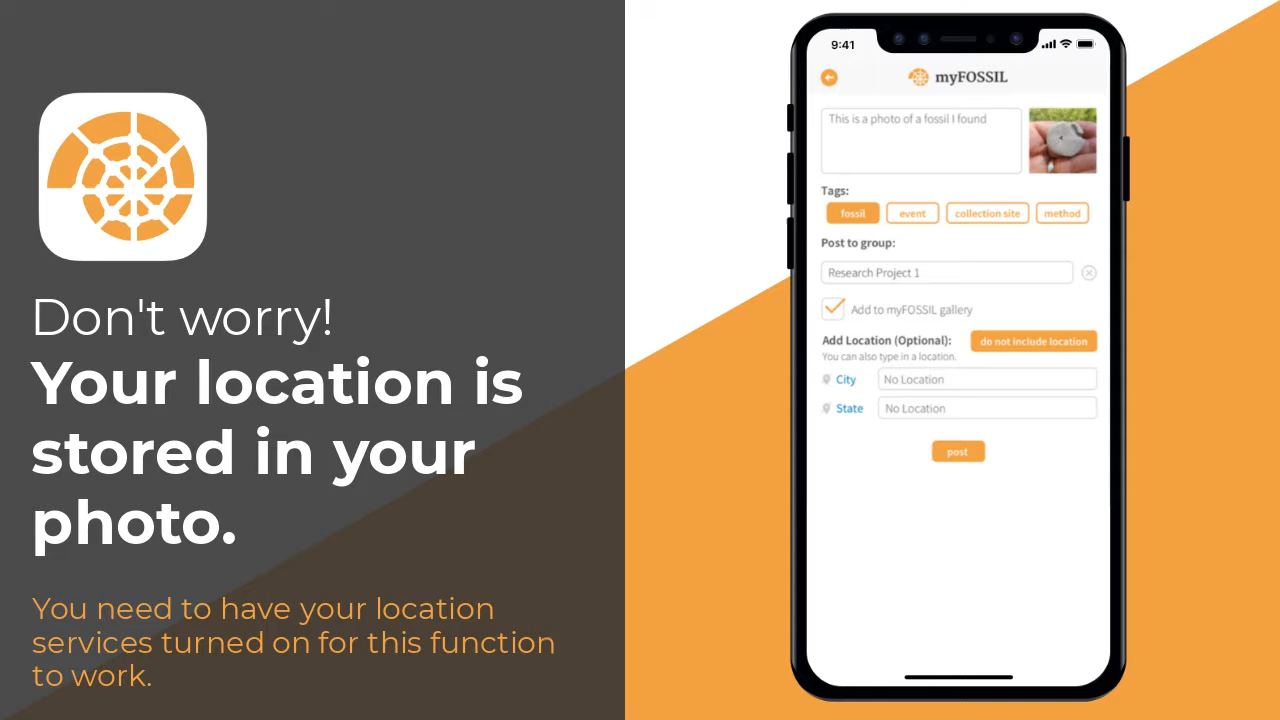 Don't worry!
Your location is
stored in your
photo.
You need to have your location
services turned on for this function
to work.
9:41
myFOSSIL
This is a photo of a fossil I found
Tags:
fossil event collection site method
Post to group:
Research Project 1
Add to myFOSSIL gallery
Add Location (Optional): do not include location
You can also type in a location.
City No Location
State No Location
post